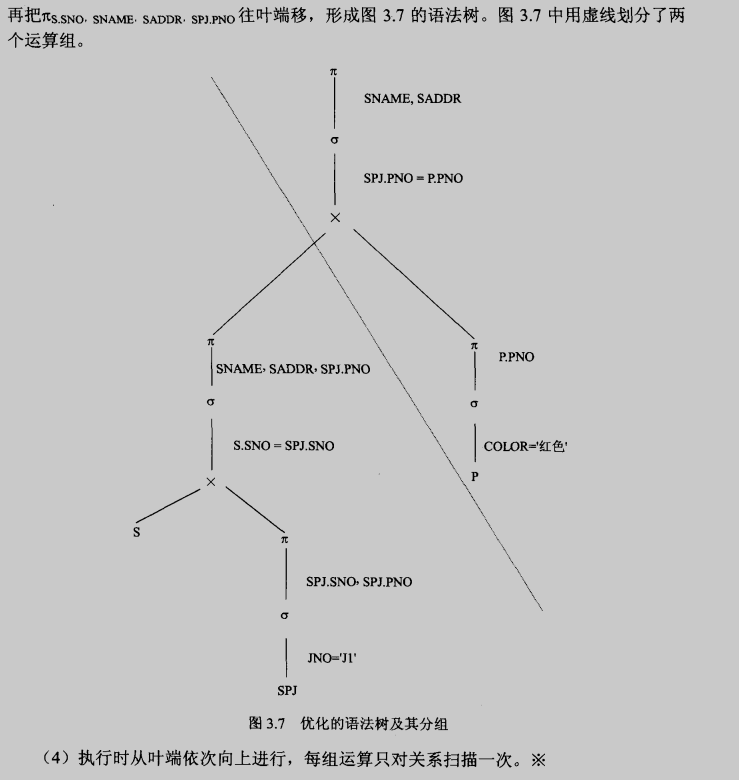 再把πS.SNO, SNAME, SADDR, SPJ.PNO往叶端移，形成图 3.7 的语法树。图 3.7 中用虚线划分了两
个运算组。
π
SNAME, SADDR
σ
SPJ.PNO = P.PNO
×
π
SNAME, SADDR, SPJ.PNO
σ
S.SNO = SPJ.SNO
×
S
π
SPJ.SNO, SPJ.PNO
σ
JNO='J1'
SPJ
π
P.PNO
σ
COLOR='红色'
P
图 3.7 优化的语法树及其分组
（4）执行时从叶端依次向上进行，每组运算只对关系扫描一次。※